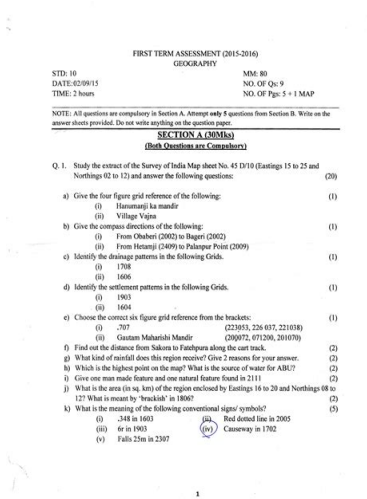 FIRST TERM ASSESSMENT (2015-2016)
GEOGRAPHY
STD: 10 MM: 80
DATE:02/09/15 NO. OF Qs: 9
TIME: 2 hours NO. OF Pgs: 5 + 1 MAP
NOTE: All questions are compulsory in Section A. Attempt only 5 questions from Section B. Write on the
answer sheets provided. Do not write anything on the question paper.
SECTION A (30Mks)
(Both Questions are Compulsory)
Q. 1. Study the extract of the Survey of India Map sheet No. 45 D/10 (Eastings 15 to 25 and
Northings 02 to 12) and answer the following questions: (20)
a) Give the four figure grid reference of the following: (1)
(i) Hanumanji ka mandir
(ii) Village Vajna
b) Give the compass directions of the following: (1)
(i) From Obaberi (2002) to Bageri (2002)
(ii) From Hetamji (2409) to Palanpur Point (2009)
c) Identify the drainage patterns in the following Grids. (1)
(i) 1708
(ii) 1606
d) Identify the settlement patterns in the following Grids. (1)
(i) 1903
(ii) 1604
e) Choose the correct six figure grid reference from the brackets: (1)
(i) .707 (223053, 226 037, 221038)
(ii) Gautam Maharishi Mandir (200072, 071200, 201070)
f) Find out the distance from Sakora to Fatehpura along the cart track. (2)
g) What kind of rainfall does this region receive? Give 2 reasons for your answer. (2)
h) Which is the highest point on the map? What is the source of water for ABU? (2)
i) Give one man made feature and one natural feature found in 2111 (2)
j) What is the area (in sq. km) of the region enclosed by Eastings 16 to 20 and Northings 08 to
12? What is meant by 'brackish' in 1806? (2)
k) What is the meaning of the following conventional signs/ symbols? (5)
(i) .348 in 1603 (ii) Red dotted line in 2005
(iii) 6r in 1903 (iv) Causeway in 1702
(v) Falls 25m in 2307
1